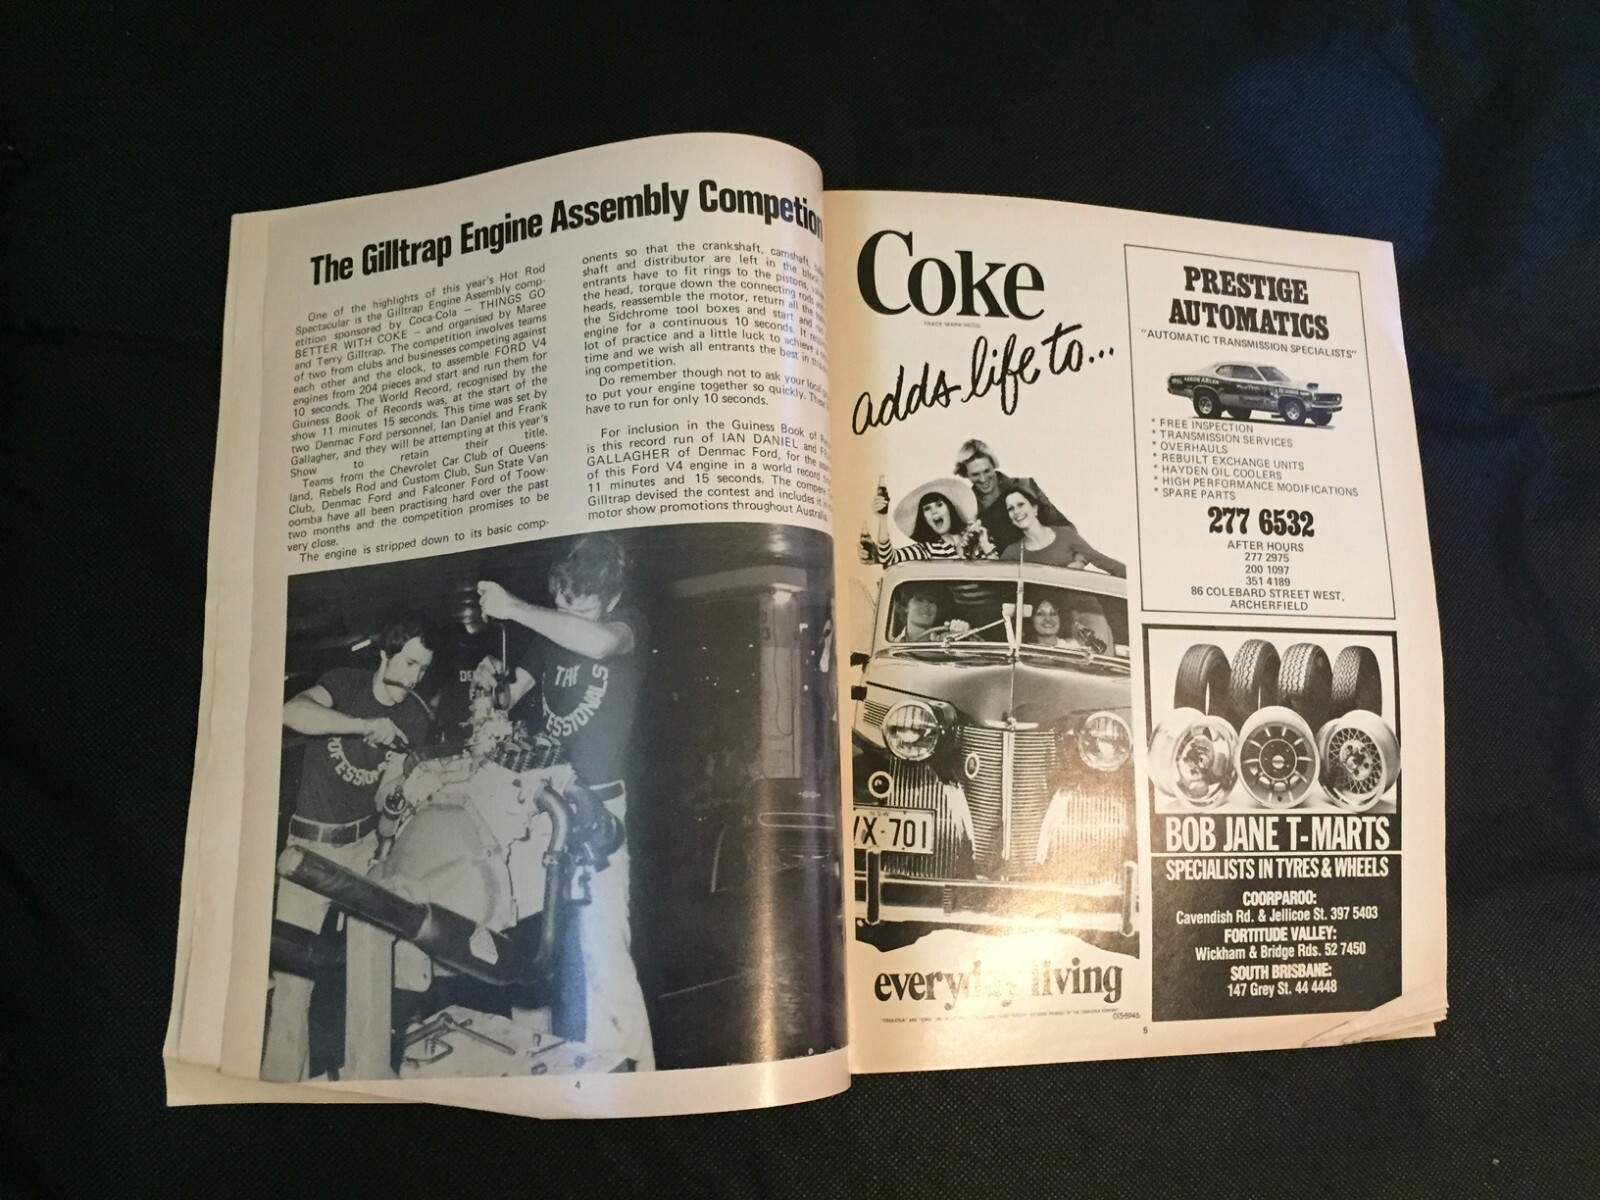 The Gilltrap Engine Assembly Competion
One of the highlights of this year's Hot Rod
Spectacular is the Gilltrap Engine Assembly comp-
etition sponsored by Coca-Cola — THINGS GO
BETTER WITH COKE — and organised by Maree
and Terry Gilltrap. The competition involves teams
of two from clubs and businesses competing against
each other and the clock, to assemble FORD V4
engines from 204 pieces and start and run them for
10 seconds. The World Record, recognised by the
Guiness Book of Records was, at the start of the
show 11 minutes 15 seconds. This time was set by
two Denmac Ford personnel, Ian Daniel and Frank
Gallagher, and they will be attempting at this year's
Show to retain their title.
Teams from the Chevrolet Car Club of Queens-
land, Rebels Rod and Custom Club, Sun State Van
Club, Denmac Ford and Falconer Ford of Toow-
oomba have all been practising hard over the past
two months and the competition promises to be
very close.
The engine is stripped down to its basic comp-
onents so that the crankshaft, camshaft,
shaft and distributor are left in the block,
entrants have to fit rings to the pistons,
the head, torque down the connecting rods
heads, reassemble the motor, return all the
the Sidchrome tool boxes and start and
engine for a continuous 10 seconds. It
lot of practice and a little luck to achieve a
time and we wish all entrants the best in
ing competition.
Do remember though not to ask your local
to put your engine together so quickly.
have to run for only 10 seconds.
For inclusion in the Guiness Book of
is this record run of IAN DANIEL and
GALLAGHER of Denmac Ford, for the
of this Ford V4 engine in a world record
11 minutes and 15 seconds. The company
Gilltrap devised the contest and includes it
motor show promotions throughout Australia.
THE
ESSIONALS
OFESSION
4
Coke
TRADE MARK REGD
adds life to...
VX·701
everyday living
015-5946
PRESTIGE
AUTOMATICS
"AUTOMATIC TRANSMISSION SPECIALISTS"
* FREE INSPECTION
* TRANSMISSION SERVICES
* OVERHAULS
* REBUILT EXCHANGE UNITS
* HAYDEN OIL COOLERS
* HIGH PERFORMANCE MODIFICATIONS
* SPARE PARTS
277 6532
AFTER HOURS
277 2975
200 1097
351 4189
86 COLEBARD STREET WEST,
ARCHERFIELD
BOB JANE T-MARTS
SPECIALISTS IN TYRES & WHEELS
COORPAROO:
Cavendish Rd. & Jellicoe St. 397 5403
FORTITUDE VALLEY:
Wickham & Bridge Rds. 52 7450
SOUTH BRISBANE:
147 Grey St. 44 4448
5